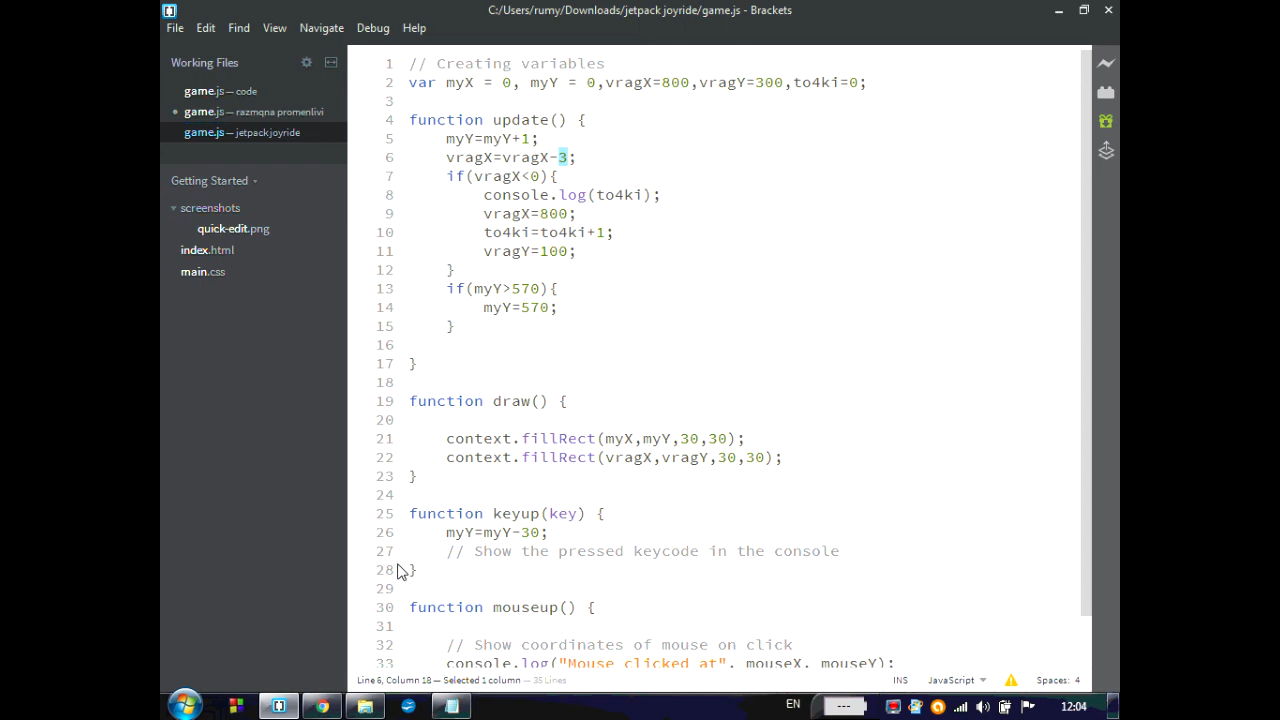 C:/Users/rumy/Downloads/jetpack joyride/game.js - Brackets
File Edit Find View Navigate Debug Help
Working Files
game.js — code
game.js — razmqna promenlivi
game.js — jetpack joyride
Getting Started
screenshots
quick-edit.png
index.html
main.css
1 // Creating variables
2 var myX = 0, myY = 0,vragX=800,vragY=300,to4ki=0;
3
4 function update() {
5 myY=myY+1;
6 vragX=vragX-3;
7 if(vragX<0){
8 console.log(to4ki);
9 vragX=800;
10 to4ki=to4ki+1;
11 vragY=100;
12 }
13 if(myY>570){
14 myY=570;
15 }
16
17 }
18
19 function draw() {
20
21 context.fillRect(myX,myY,30,30);
22 context.fillRect(vragX,vragY,30,30);
23 }
24
25 function keyup(key) {
26 myY=myY-30;
27 // Show the pressed keycode in the console
28 }
29
30 function mouseup() {
31
32 // Show coordinates of mouse on click
33 console.log("Mouse clicked at", mouseX, mouseY);
Line 6, Column 18 — Selected 1 column — 35 Lines
INS JavaScript Spaces: 4
EN --- 12:04